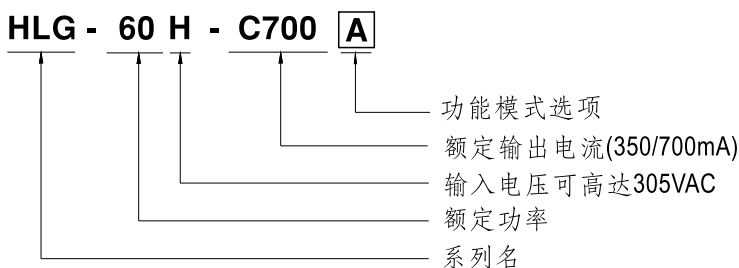 HLG - 60 H - C700 A
功能模式选项
额定输出电流(350/700mA)
输入电压可高达305VAC
额定功率
系列名